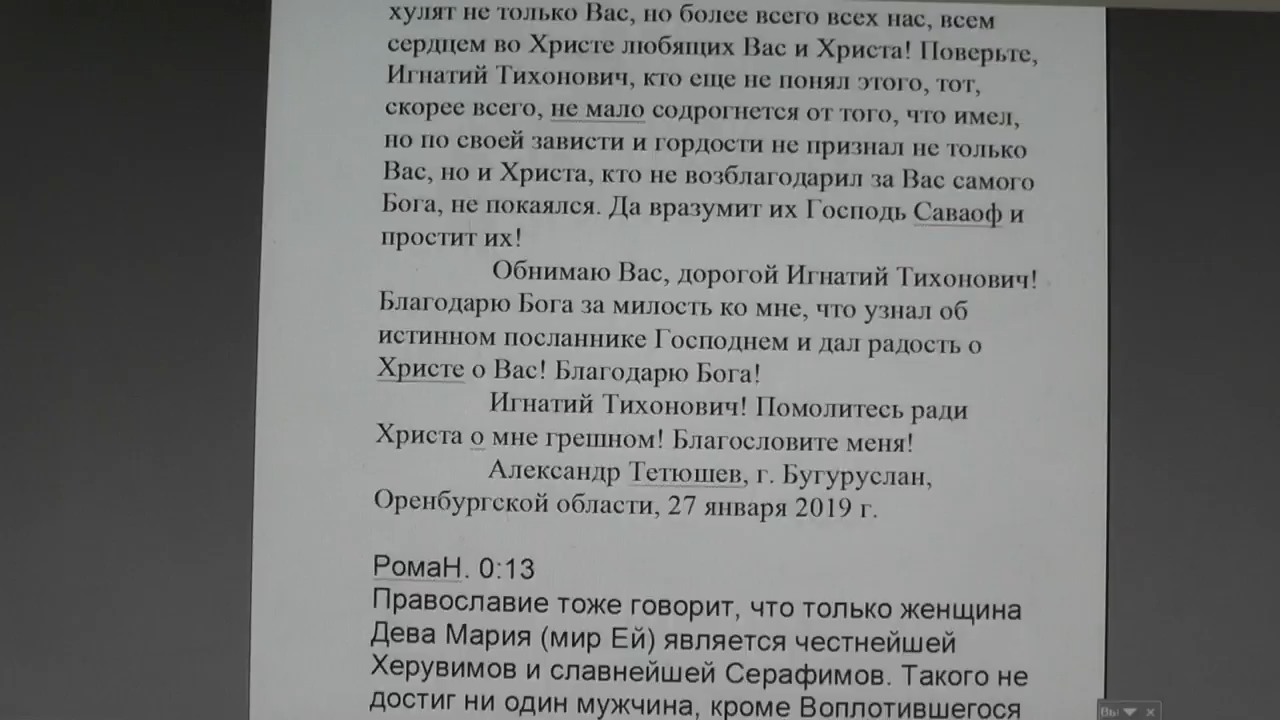 хулят не только Вас, но более всего всех нас, всем
сердцем во Христе любящих Вас и Христа! Поверьте,
Игнатий Тихонович, кто еще не понял этого, тот,
скорее всего, не мало содрогнется от того, что имел,
но по своей зависти и гордости не признал не только
Вас, но и Христа, кто не возблагодарил за Вас самого
Бога, не покаялся. Да вразумит их Господь Саваоф и
простит их!
Обнимаю Вас, дорогой Игнатий Тихонович!
Благодарю Бога за милость ко мне, что узнал об
истинном посланнике Господнем и дал радость о
Христе о Вас! Благодарю Бога!
Игнатий Тихонович! Помолитесь ради
Христа о мне грешном! Благословите меня!
Александр Тетюшев, г. Бугуруслан,
Оренбургской области, 27 января 2019 г.
РомаН. 0:13
Православие тоже говорит, что только женщина
Дева Мария (мир Ей) является честнейшей
Херувимов и славнейшей Серафимов. Такого не
достиг ни один мужчина, кроме Воплотившегося
Вы